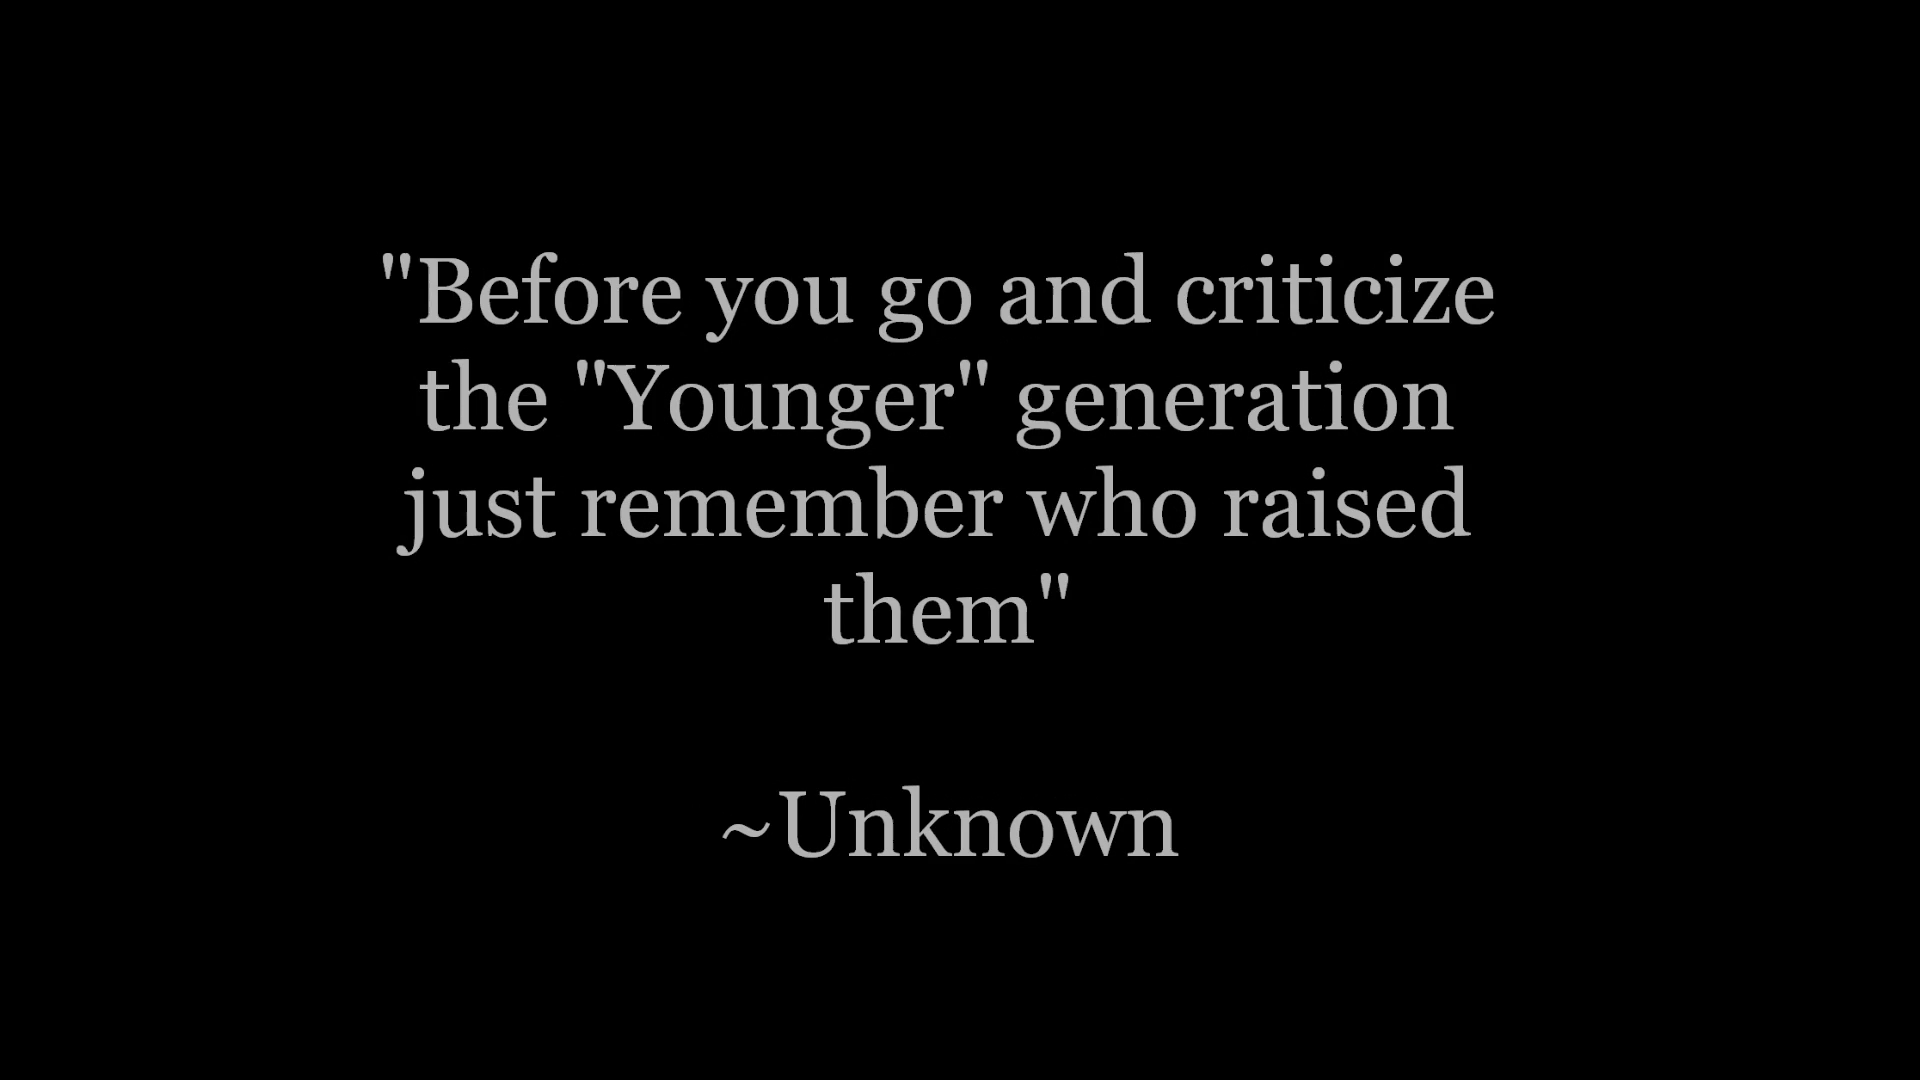 "Before you go and criticize
the "Younger" generation
just remember who raised
them"
~Unknown